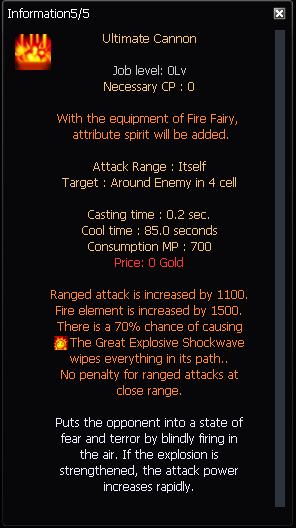 Information5/5
Ultimate Cannon
Job level: 0Lv
Necessary CP : 0
With the equipment of Fire Fairy,
attribute spirit will be added.
Attack Range : Itself
Target : Around Enemy in 4 cell
Casting time : 0.2 sec.
Cool time : 85.0 seconds
Consumption MP : 700
Price: 0 Gold
Ranged attack is increased by 1100.
Fire element is increased by 1500.
There is a 70% chance of causing
The Great Explosive Shockwave
wipes everything in its path..
No penalty for ranged attacks at
close range.
Puts the opponent into a state of
fear and terror by blindly firing in
the air. If the explosion is
strengthened, the attack power
increases rapidly.